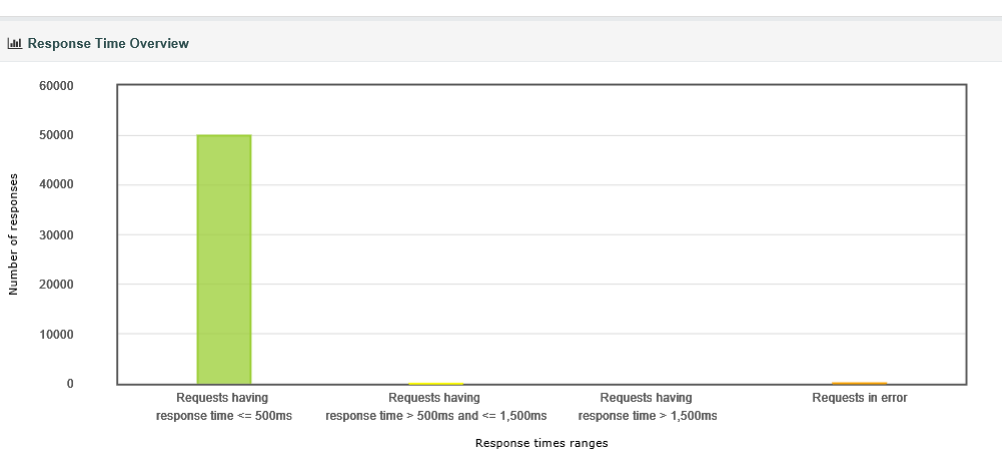 Response Time Overview
60000
50000
40000
30000
20000
10000
0
Number of responses
Requests having
response time <= 500ms
Requests having
response time > 500ms and <= 1,500ms
Requests having
response time > 1,500ms
Requests in error
Response times ranges